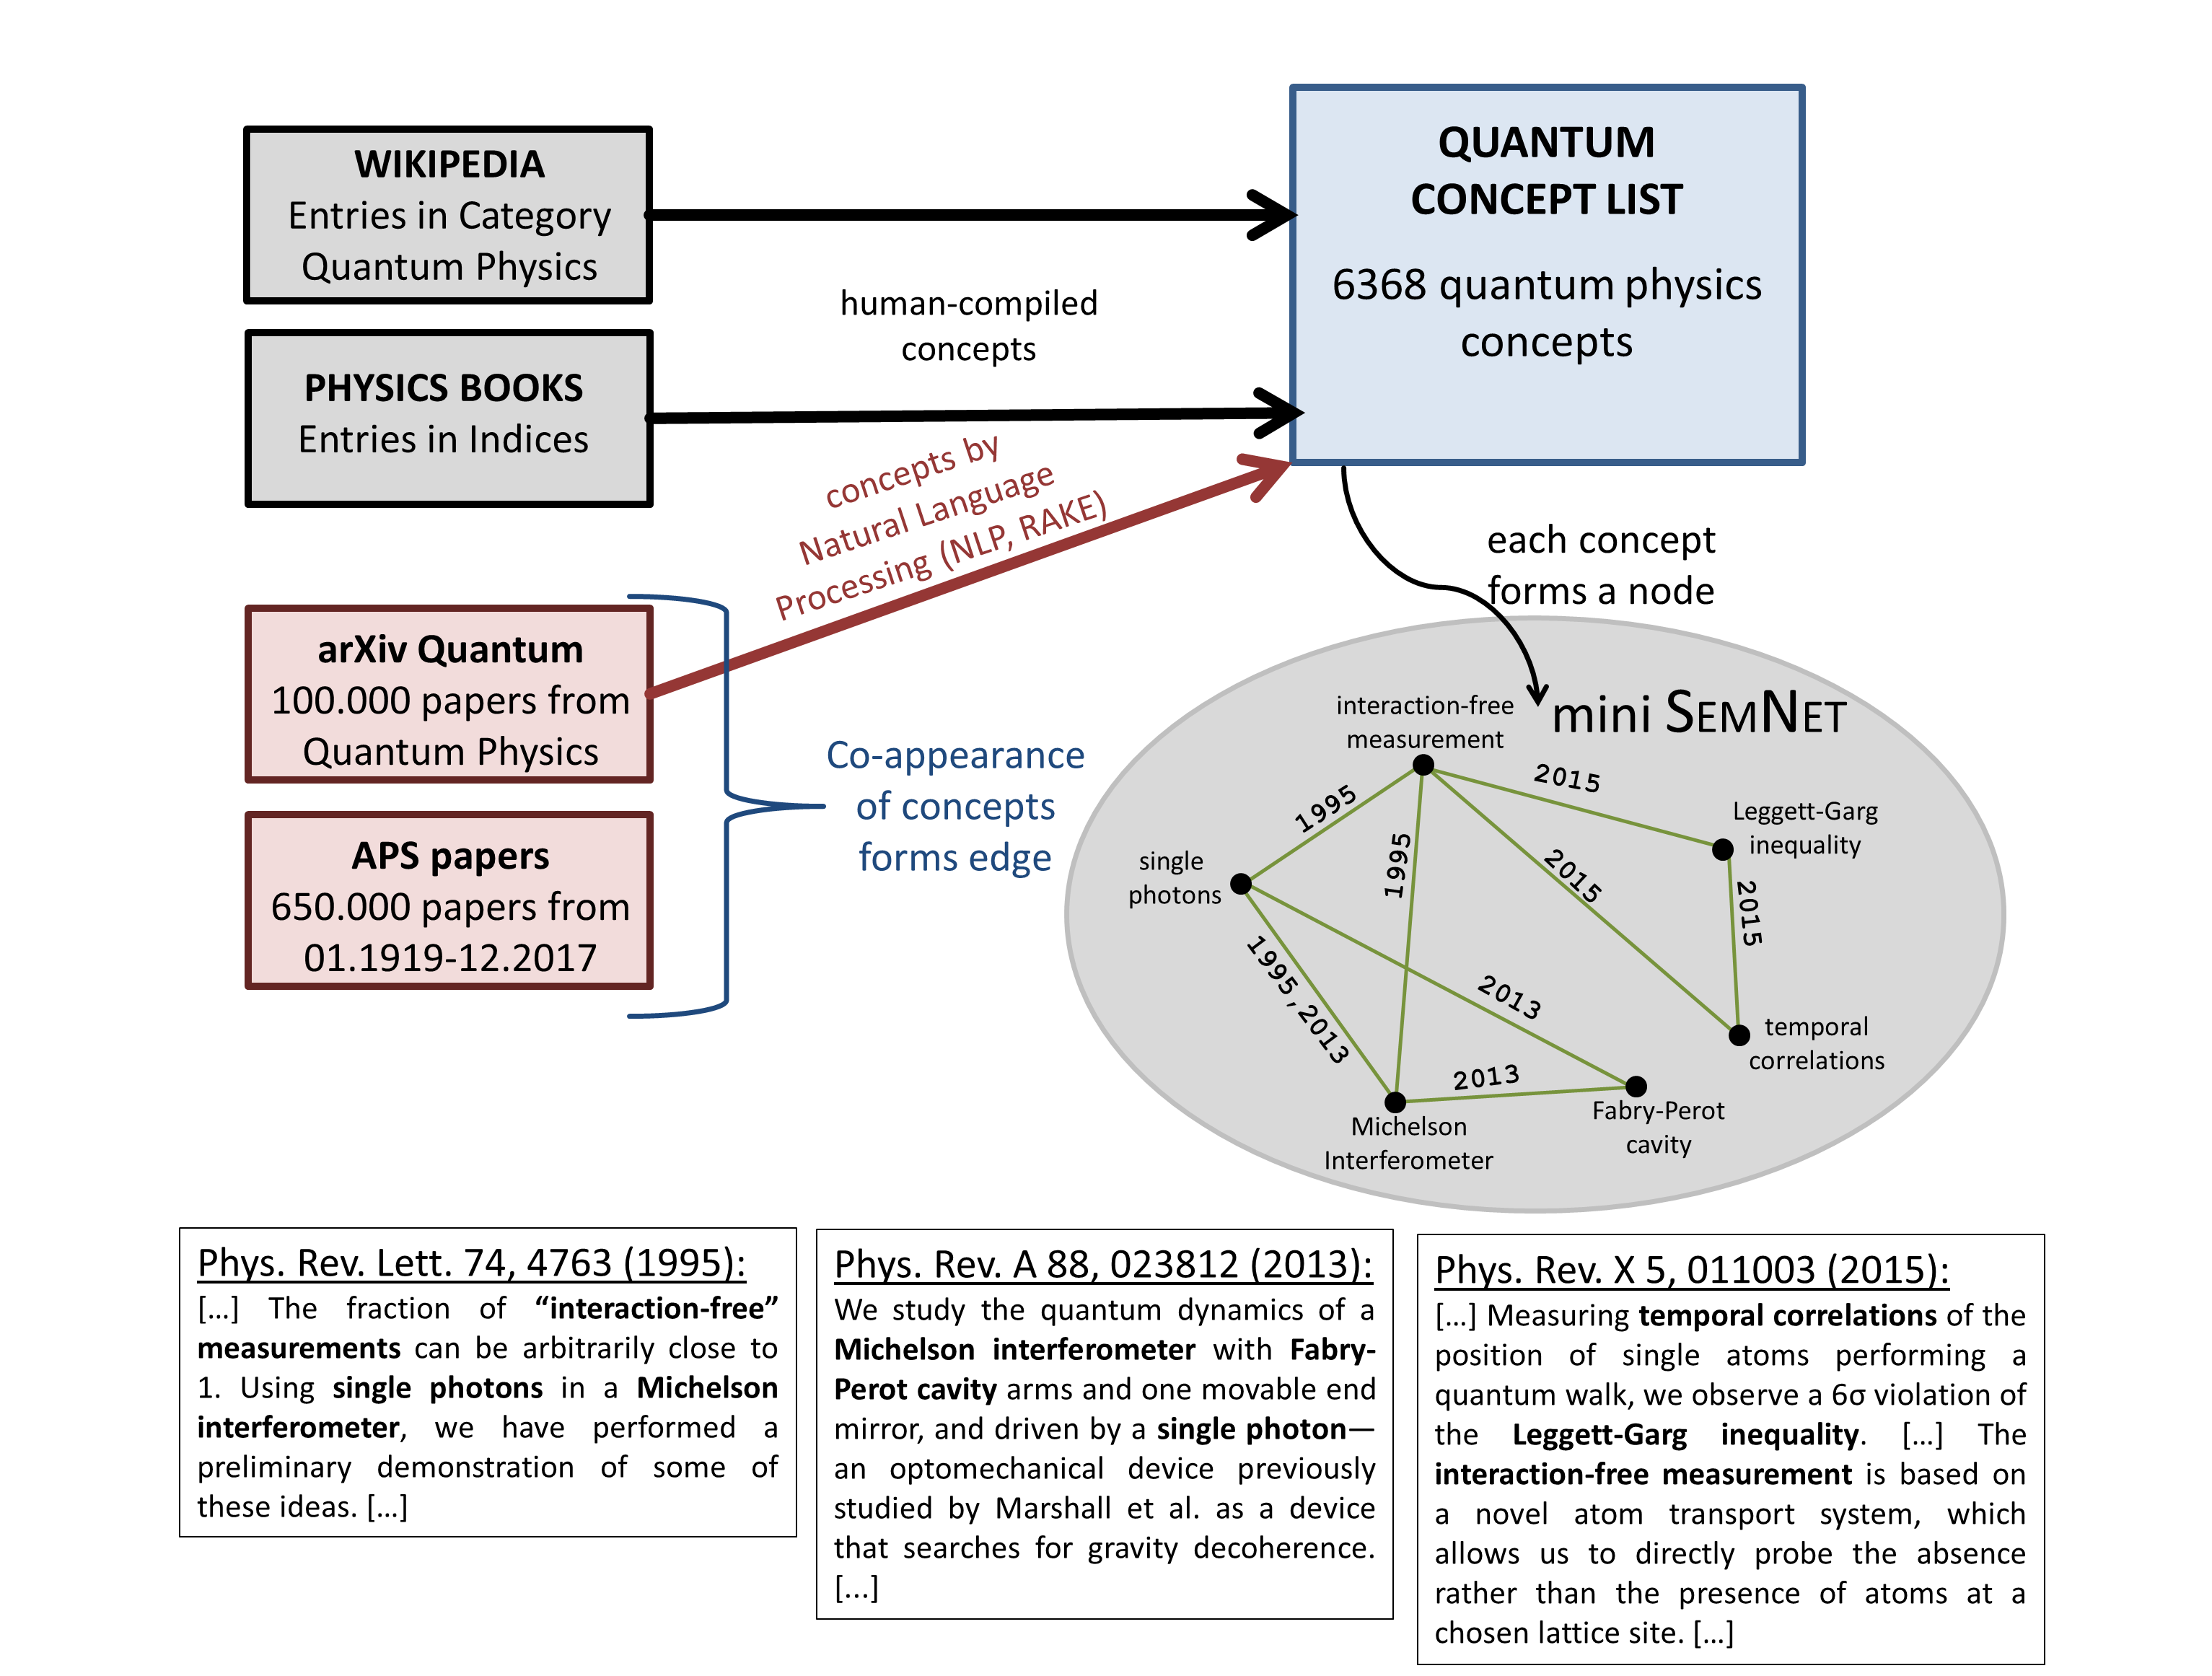 WIKIPEDIA
Entries in Category
Quantum Physics
PHYSICS BOOKS
Entries in Indices
human-compiled
concepts
QUANTUM
CONCEPT LIST
6368 quantum physics
concepts
concepts by
Natural Language
Processing (NLP, RAKE)
each concept
forms a node
arXiv Quantum
100.000 papers from
Quantum Physics
APS papers
650.000 papers from
01.1919-12.2017
Co-appearance
of concepts
forms edge
mini SEMNET
interaction-free
measurement
2015
1995
Leggett-Garg
inequality
single
photons
1995
2015
2015
1995,2013
2013
temporal
correlations
2013
Fabry-Perot
cavity
Michelson
Interferometer
Phys. Rev. Lett. 74, 4763 (1995):
[…] The fraction of “interaction-free”
measurements can be arbitrarily close to
1. Using single photons in a Michelson
interferometer, we have performed a
preliminary demonstration of some of
these ideas. […]
Phys. Rev. A 88, 023812 (2013):
We study the quantum dynamics of a
Michelson interferometer with Fabry-
Perot cavity arms and one movable end
mirror, and driven by a single photon—
an optomechanical device previously
studied by Marshall et al. as a device
that searches for gravity decoherence.
[...]
Phys. Rev. X 5, 011003 (2015):
[…] Measuring temporal correlations of the
position of single atoms performing a
quantum walk, we observe a 6σ violation of
the Leggett-Garg inequality. […] The
interaction-free measurement is based on
a novel atom transport system, which
allows us to directly probe the absence
rather than the presence of atoms at a
chosen lattice site. […]